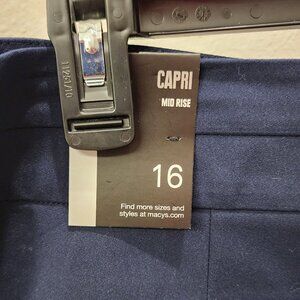 CAPRI
MID RISE
16
Find more sizes and
styles at macys.com